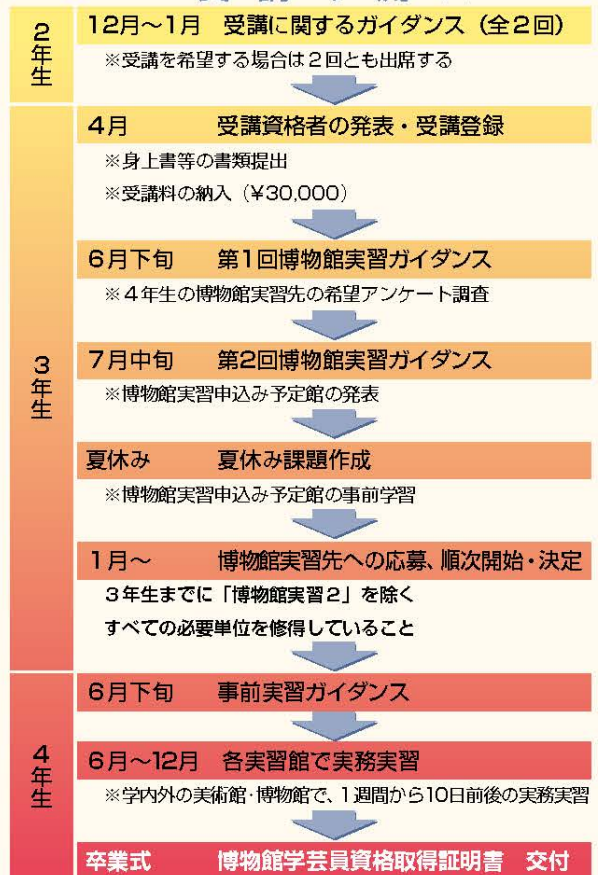 2年生
12月～1月 受講に関するガイダンス（全2回）
※受講を希望する場合は2回とも出席する
3年生
4月 受講資格者の発表・受講登録
※身上書等の書類提出
※受講料の納入（¥30,000）
6月下旬 第1回博物館実習ガイダンス
※4年生の博物館実習先の希望アンケート調査
7月中旬 第2回博物館実習ガイダンス
※博物館実習申込み予定館の発表
夏休み 夏休み課題作成
※博物館実習申込み予定館の事前学習
1月～ 博物館実習先への応募、順次開始・決定
3年生までに「博物館実習2」を除く
すべての必要単位を修得していること
4年生
6月下旬 事前実習ガイダンス
6月～12月 各実習館で実務実習
※学内外の美術館・博物館で、1週間から10日前後の実務実習
卒業式 博物館学芸員資格取得証明書 交付